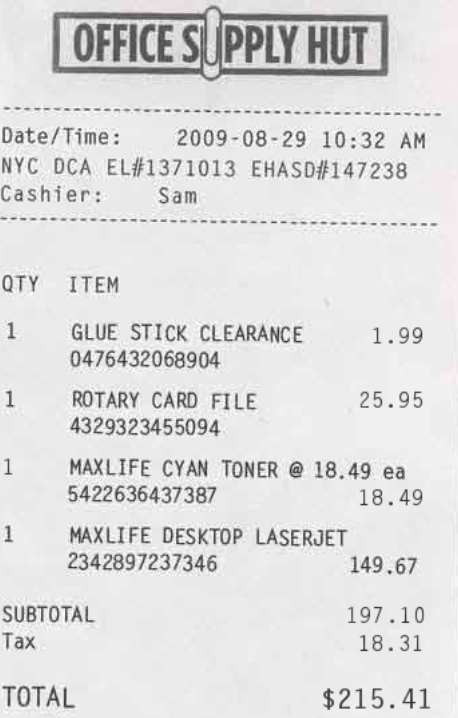 OFFICE SUPPLY HUT
Date/Time: 2009-08-29 10:32 AM
NYC DCA EL#1371013 EHASD#147238
Cashier: Sam
QTY ITEM
1 GLUE STICK CLEARANCE 1.99
0476432068904
1 ROTARY CARD FILE 25.95
4329323455094
1 MAXLIFE CYAN TONER @ 18.49 ea
5422636437387 18.49
1 MAXLIFE DESKTOP LASERJET
2342897237346 149.67
SUBTOTAL 197.10
Tax 18.31
TOTAL $215.41